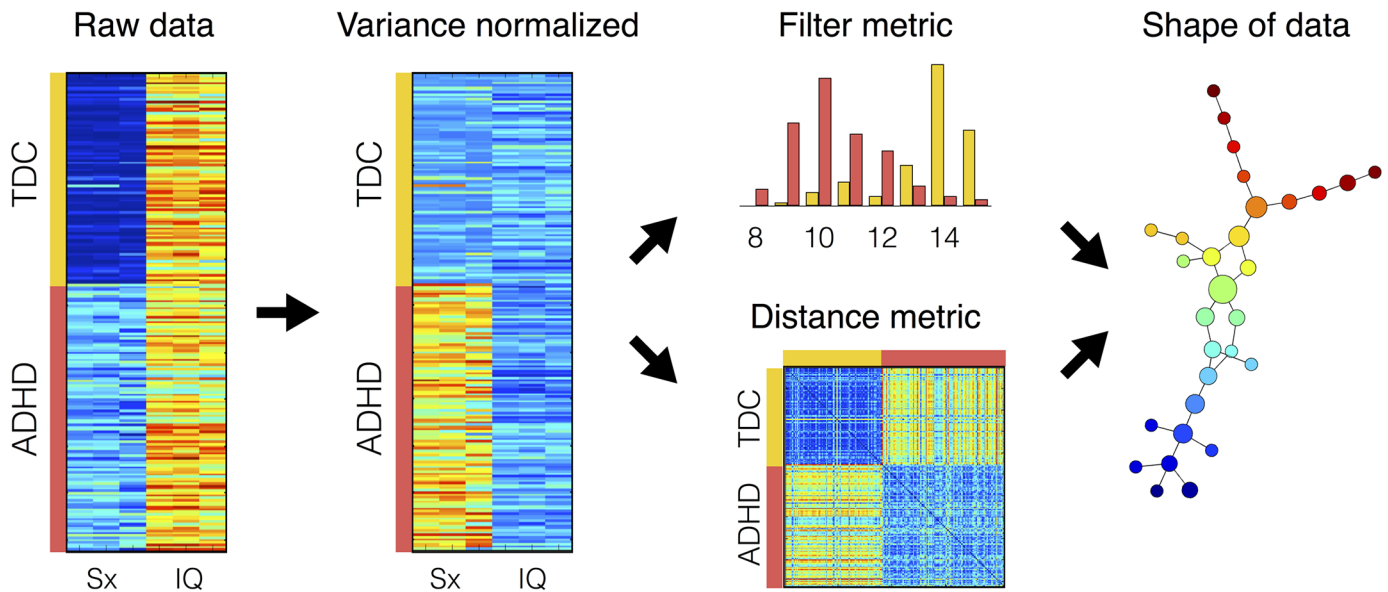 Raw data
Variance normalized
Filter metric
Shape of data
TDC
ADHD
Sx IQ
TDC
ADHD
Sx IQ
8 10 12 14
Distance metric
TDC
ADHD